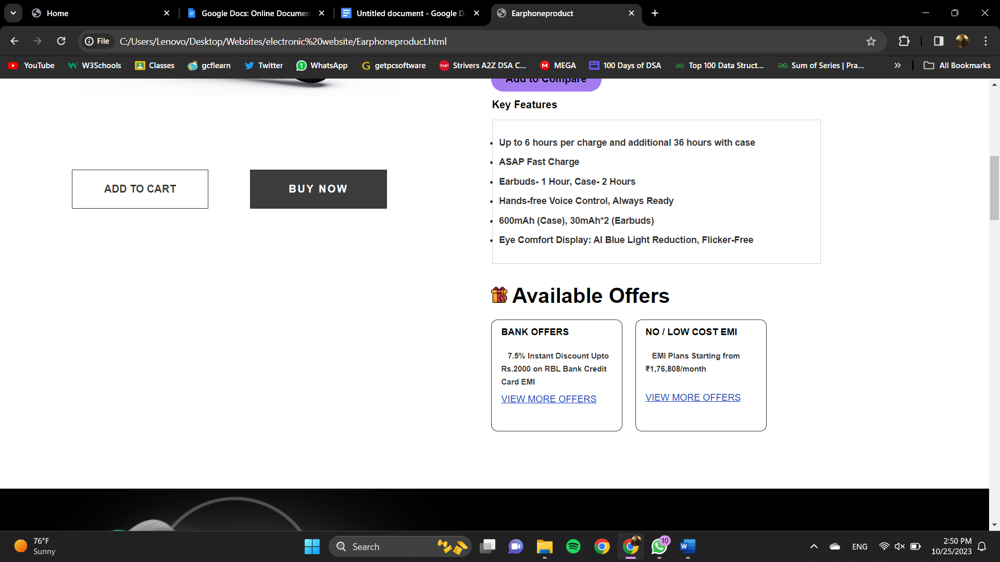 Home
Google Docs: Online Documen
Untitled document - Google D
Earphoneproduct
File
C:/Users/Lenovo/Desktop/Websites/electronic%20website/Earphoneproduct.html
YouTube
W3Schools
Classes
gcflearn
Twitter
WhatsApp
getpcsoftware
Strivers A2Z DSA C...
MEGA
100 Days of DSA
Top 100 Data Struct...
Sum of Series | Pra...
All Bookmarks
Add to Compare
Key Features
Up to 6 hours per charge and additional 36 hours with case
ASAP Fast Charge
Earbuds- 1 Hour, Case- 2 Hours
Hands-free Voice Control, Always Ready
600mAh (Case), 30mAh*2 (Earbuds)
Eye Comfort Display: AI Blue Light Reduction, Flicker-Free
ADD TO CART
BUY NOW
Available Offers
BANK OFFERS
7.5% Instant Discount Upto
Rs.2000 on RBL Bank Credit
Card EMI
VIEW MORE OFFERS
NO / LOW COST EMI
EMI Plans Starting from
₹1,76,808/month
VIEW MORE OFFERS
76°F
Sunny
Search
10
ENG
2:50 PM
10/25/2023